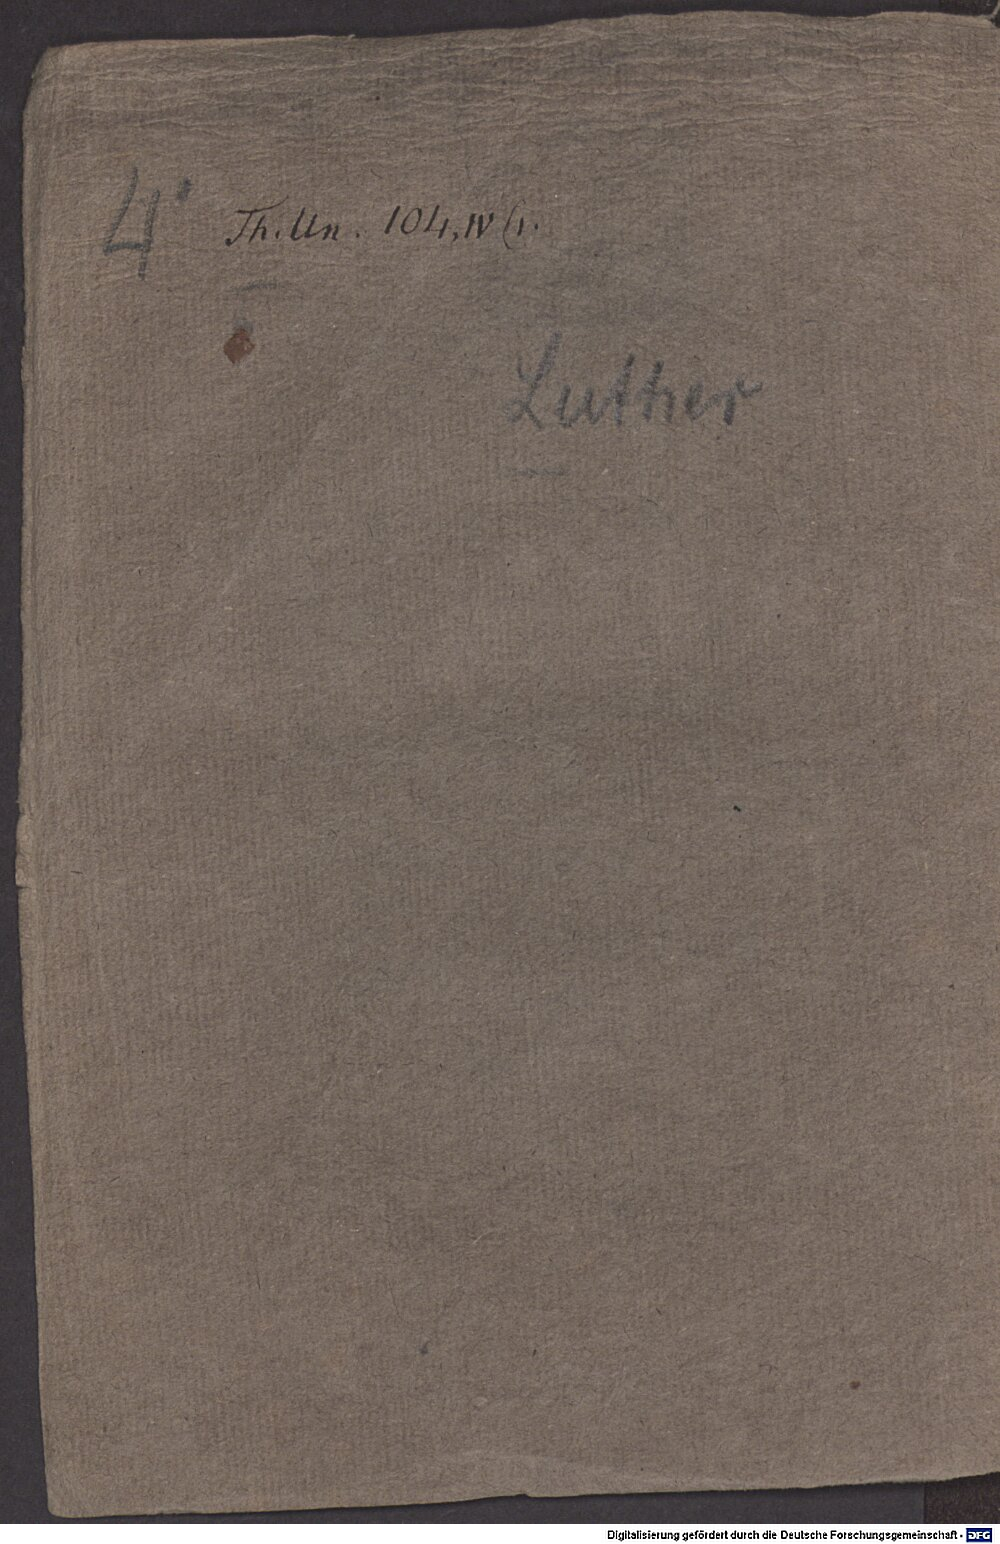 4° Th. Un. 104, IV (1.
Luther
Digitalisierung gefördert durch die Deutsche Forschungsgemeinschaft - DFG